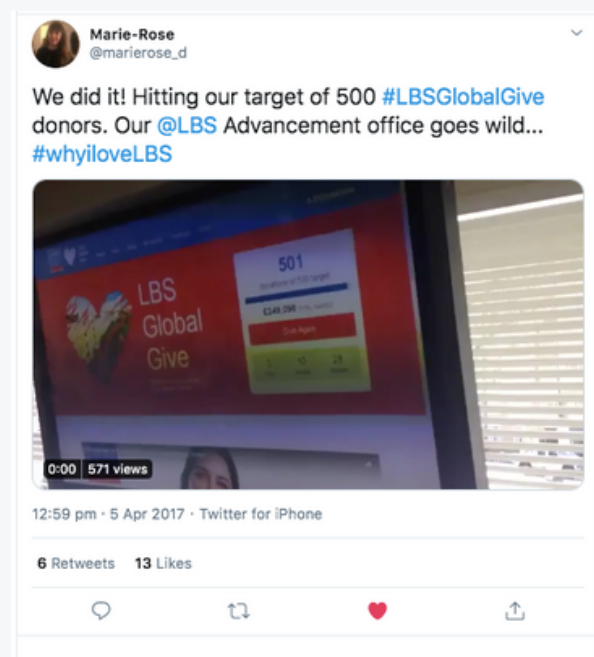 Marie-Rose
@marierose_d
We did it! Hitting our target of 500 #LBSGlobalGive
donors. Our @LBS Advancement office goes wild...
#whyiloveLBS
LBS
Global
Give
501
Give Again
0:00 571 views
12:59 pm · 5 Apr 2017 · Twitter for iPhone
6 Retweets 13 Likes